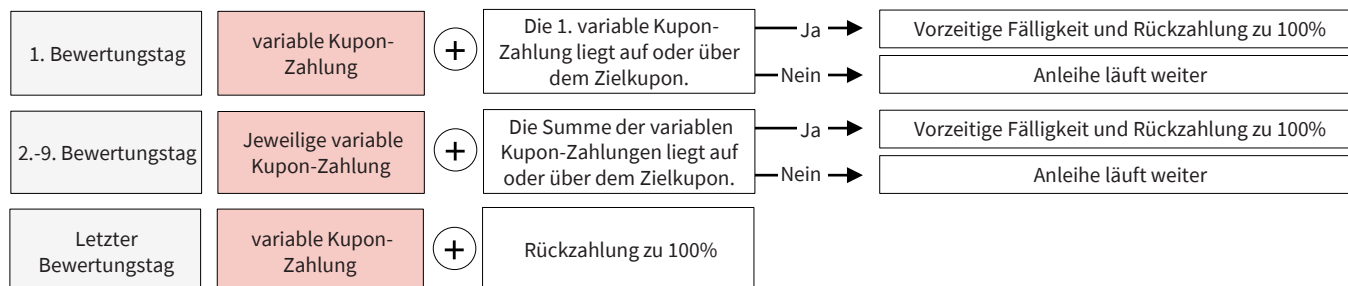 1. Bewertungstag
variable Kupon-
Zahlung
+
Die 1. variable Kupon-
Zahlung liegt auf oder über
dem Zielkupon.
Ja
Vorzeitige Fälligkeit und Rückzahlung zu 100%
Nein
Anleihe läuft weiter
2.-9. Bewertungstag
Jeweilige variable
Kupon-Zahlung
+
Die Summe der variablen
Kupon-Zahlungen liegt auf
oder über dem Zielkupon.
Ja
Vorzeitige Fälligkeit und Rückzahlung zu 100%
Nein
Anleihe läuft weiter
Letzter
Bewertungstag
variable Kupon-
Zahlung
+
Rückzahlung zu 100%